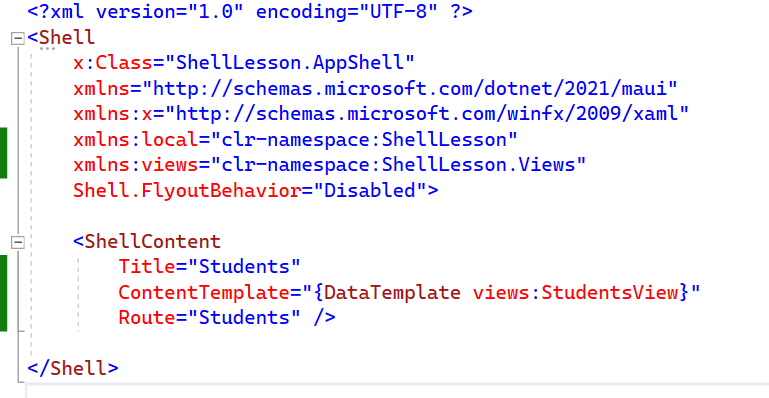 <?xml version="1.0" encoding="UTF-8" ?>
<Shell
x:Class="ShellLesson.AppShell"
xmlns="http://schemas.microsoft.com/dotnet/2021/maui"
xmlns:x="http://schemas.microsoft.com/winfx/2009/xaml"
xmlns:local="clr-namespace:ShellLesson"
xmlns:views="clr-namespace:ShellLesson.Views"
Shell.FlyoutBehavior="Disabled">
<ShellContent
Title="Students"
ContentTemplate="{DataTemplate views:StudentsView}"
Route="Students" />
</Shell>